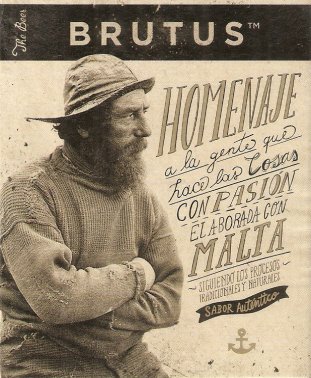 The Beer
BRUTUS™
HOMENAJE
a la gente que
hace las Cosas
CON PASIÓN
ELABORADA CON
MALTA
SIGUIENDO LOS PROCESOS
TRADICIONALES Y NATURALES
SABOR AUTÉNTICO